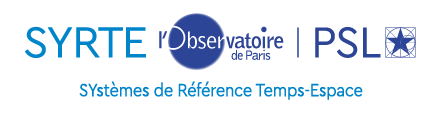 SYRTE l'Observatoire de Paris | PSL
SYstèmes de Référence Temps-Espace